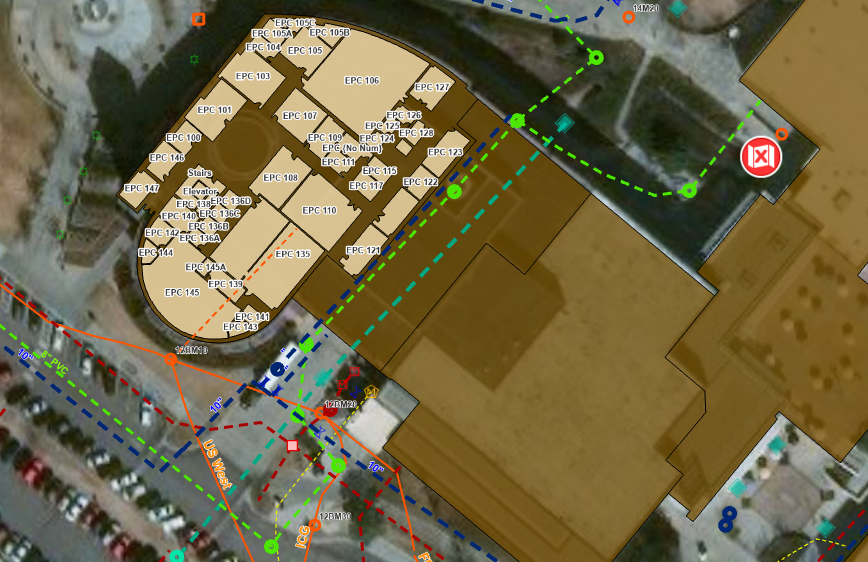 14M20
EPC 105C
EPC 105A
EPC 105B
EPC 104
EPC 105
EPC 103
EPC 106
EPC 127
EPC 101
EPC 107
EPC 126
EPC 125
EPC 128
EPC 100
EPC 109
EPC 124
EPC (No Num)
EPC 123
EPC 146
EPC 111
EPC 115
Stairs
EPC 108
EPC 117
EPC 122
EPC 147
Elevator
EPC 138
EPC 136D
EPC 140
EPC 136C
EPC 110
EPC 136B
EPC 142
EPC 136A
EPC 144
EPC 135
EPC 121
EPC 145A
EPC 139
EPC 145
EPC 141
EPC 143
12BM10
10"
8" PVC
10"
12BM20
M
US West
10"
12BM30
ICG